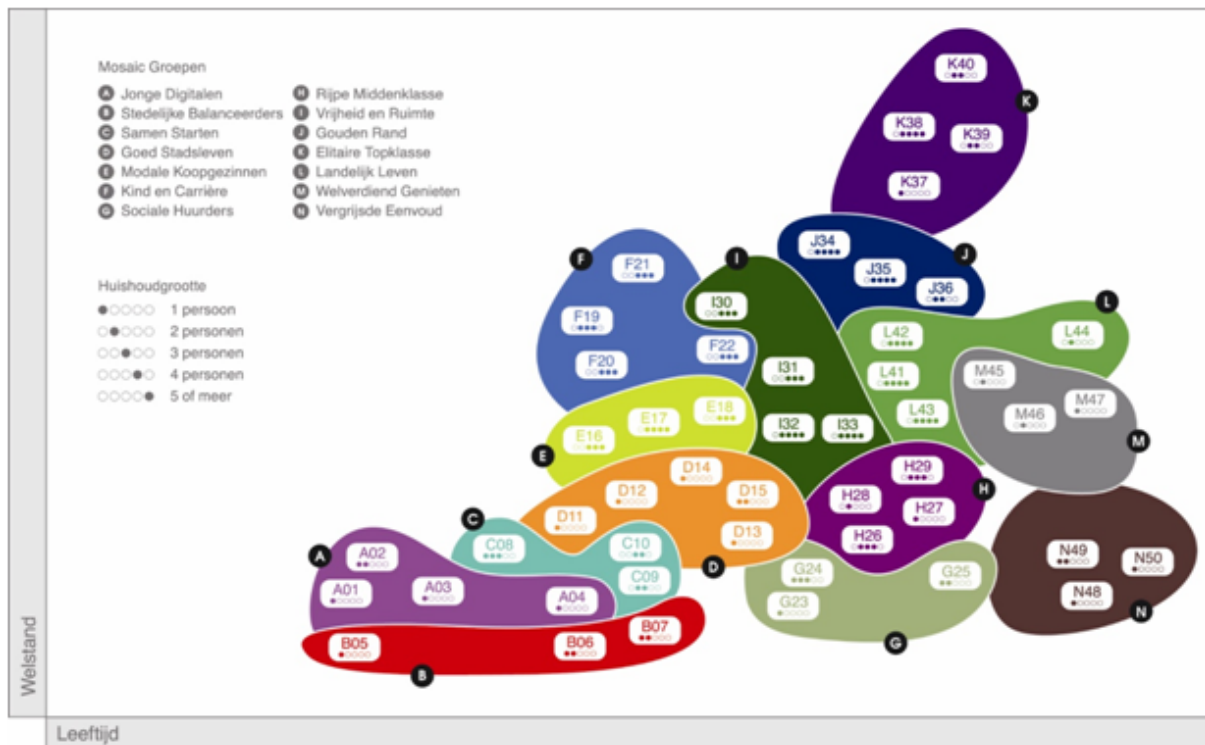 Mosaic Groepen
A Jonge Digitalen
B Stedelijke Balanceerders
C Samen Starten
D Goed Stadsleven
E Modale Koopgezinnen
F Kind en Carrière
G Sociale Huurders
H Rijpe Middenklasse
I Vrijheid en Ruimte
J Gouden Rand
K Elitaire Topklasse
L Landelijk Leven
M Welverdiend Genieten
N Vergrijsde Eenvoud
Huishoudgrootte
1 persoon
2 personen
3 personen
4 personen
5 of meer
K40
K38
K39
K37
K
J34
J35
J36
J
F
F21
F19
F20
F22
I
I30
I31
I32
I33
L
L42
L44
L41
L43
M45
M47
M46
M
E16
E17
E18
E
D14
D12
D15
D11
D13
D
H29
H28
H27
H26
H
C
C08
C10
C09
A
A02
A01
A03
A04
G24
G25
G23
G
N49
N50
N48
N
B05
B06
B07
B
Welstand
Leeftijd